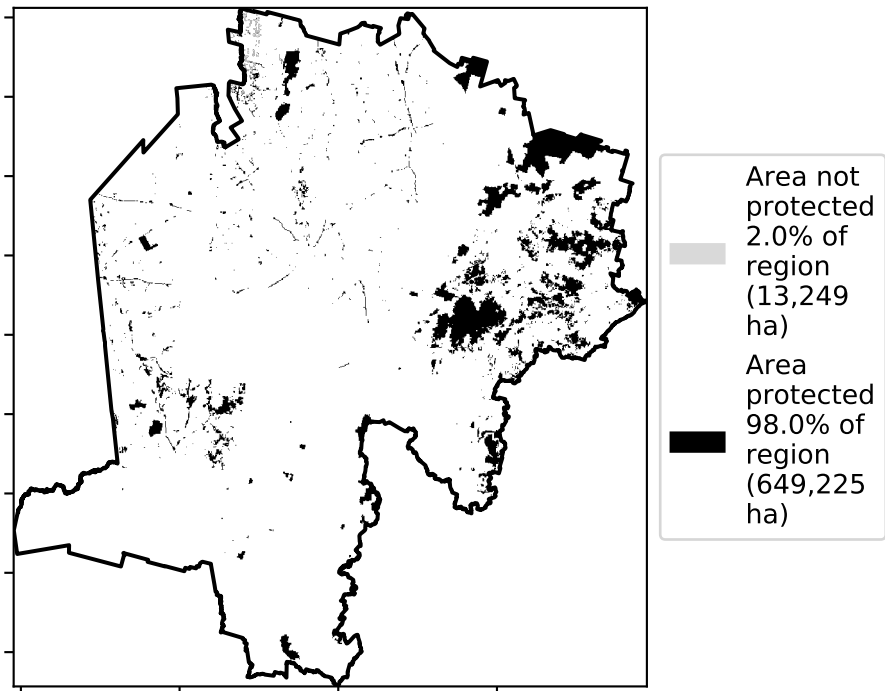 Area not
protected
2.0% of
region
(13,249
ha)
Area
protected
98.0% of
region
(649,225
ha)